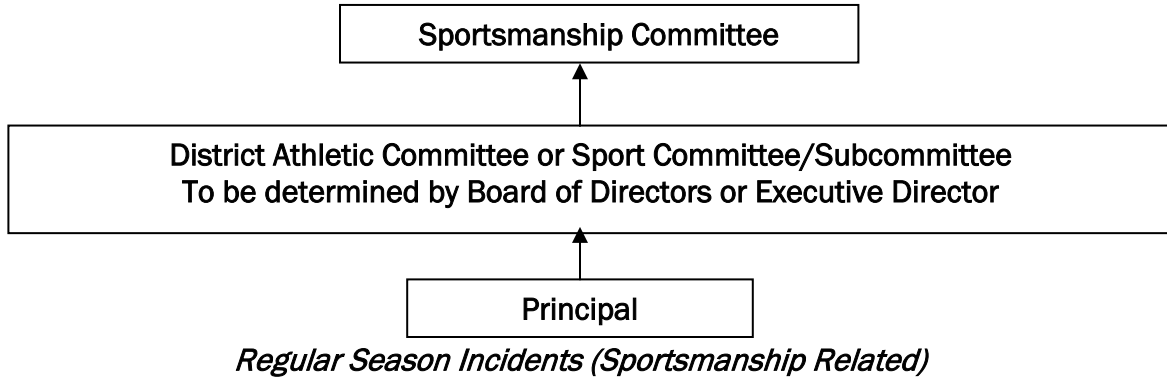 Sportsmanship Committee
District Athletic Committee or Sport Committee/Subcommittee
To be determined by Board of Directors or Executive Director
Principal
Regular Season Incidents (Sportsmanship Related)